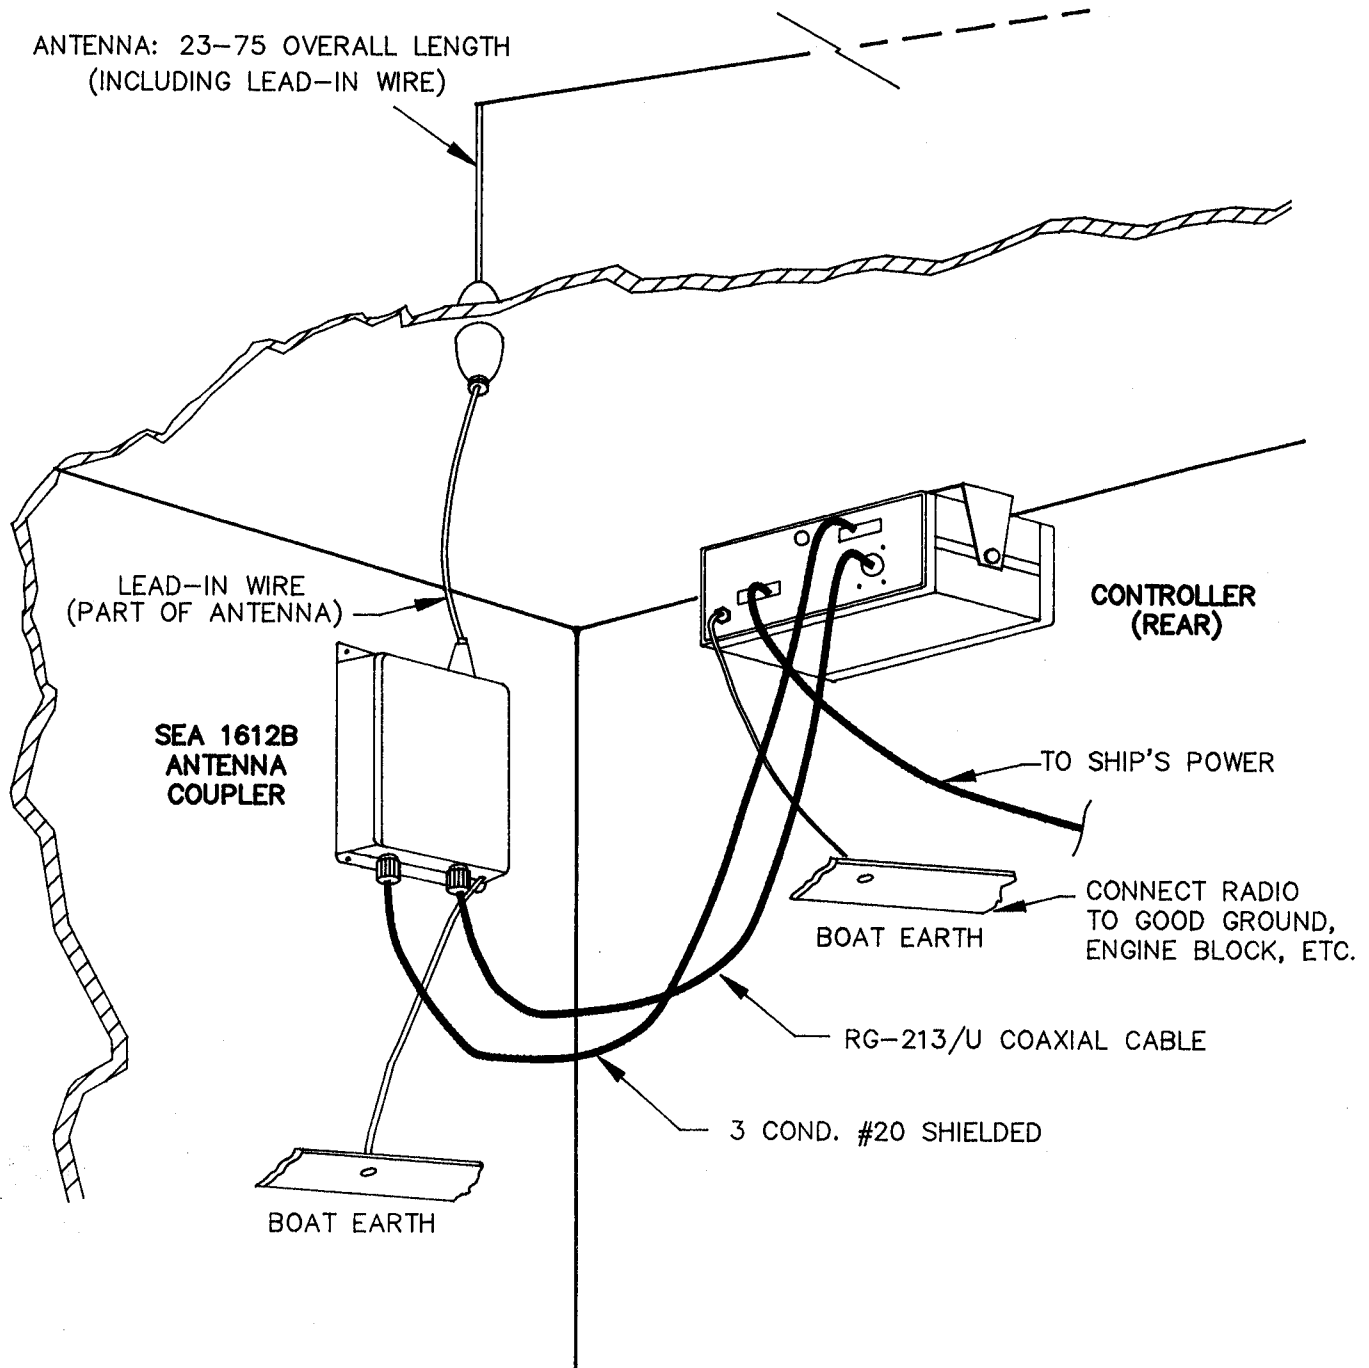 ANTENNA: 23-75 OVERALL LENGTH
(INCLUDING LEAD-IN WIRE)
LEAD-IN WIRE
(PART OF ANTENNA)
CONTROLLER
(REAR)
SEA 1612B
ANTENNA
COUPLER
TO SHIP'S POWER
CONNECT RADIO
TO GOOD GROUND,
ENGINE BLOCK, ETC.
BOAT EARTH
RG-213/U COAXIAL CABLE
3 COND. #20 SHIELDED
BOAT EARTH